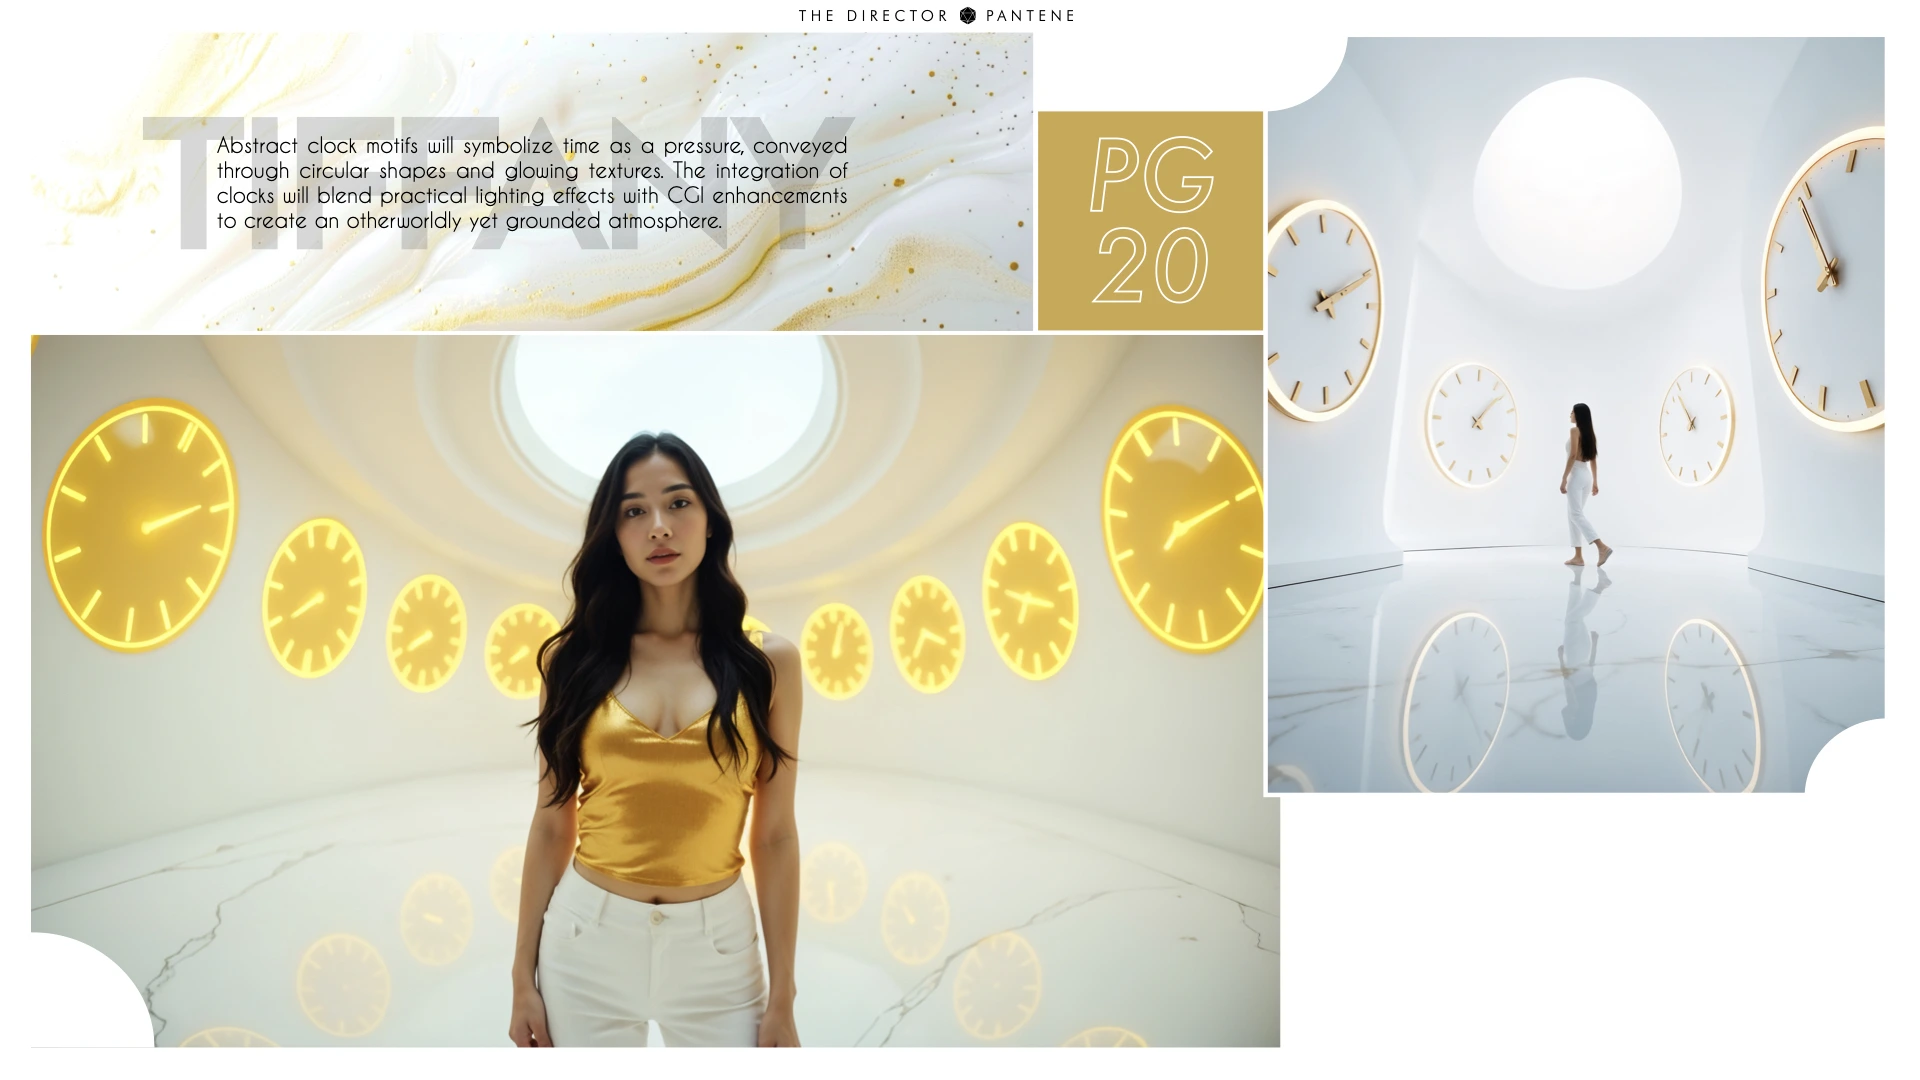 THE DIRECTOR PANTENE
TIFFANY
Abstract clock motifs will symbolize time as a pressure, conveyed
through circular shapes and glowing textures. The integration of
clocks will blend practical lighting effects with CGI enhancements
to create an otherworldly yet grounded atmosphere.
PG
20